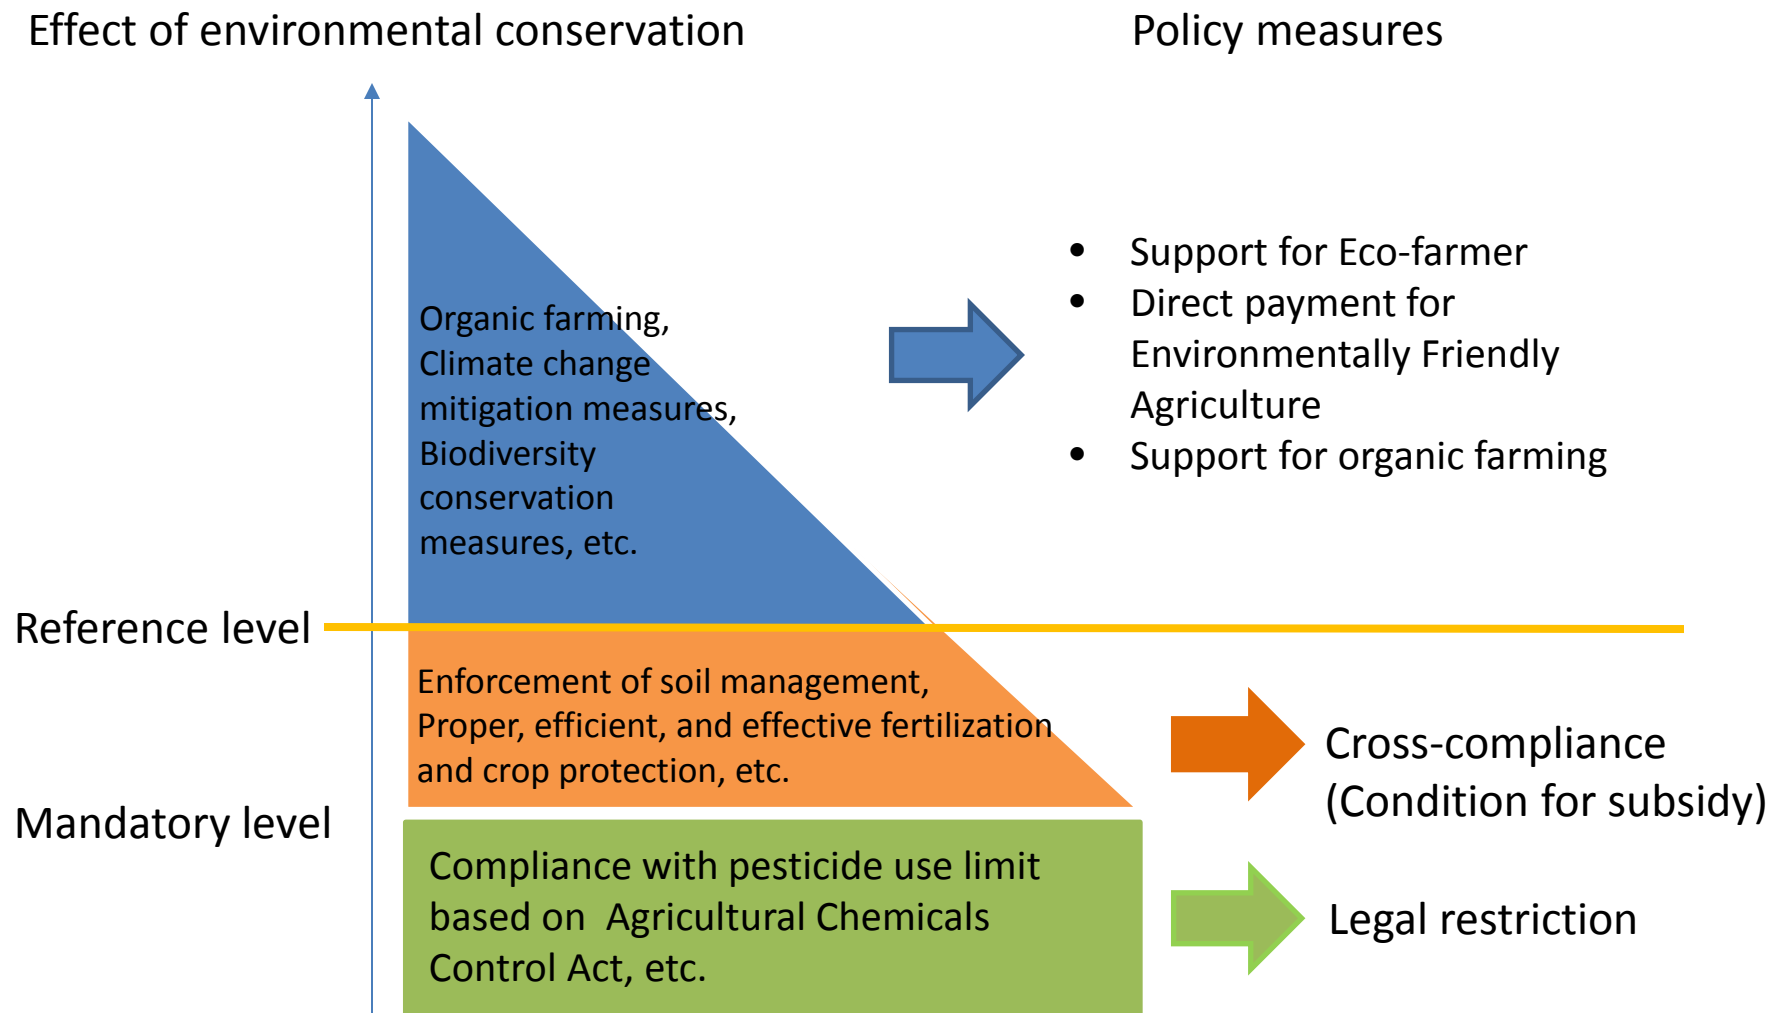 Effect of environmental conservation
Policy measures
Organic farming,
Climate change
mitigation measures,
Biodiversity
conservation
measures, etc.
• Support for Eco-farmer
• Direct payment for
Environmentally Friendly
Agriculture
• Support for organic farming
Reference level
Enforcement of soil management,
Proper, efficient, and effective fertilization
and crop protection, etc.
Cross-compliance
(Condition for subsidy)
Mandatory level
Compliance with pesticide use limit
based on Agricultural Chemicals
Control Act, etc.
Legal restriction